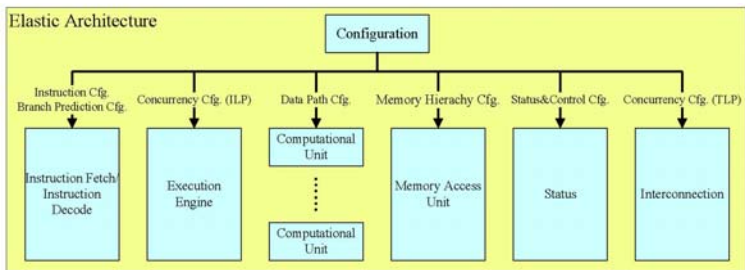 Elastic Architecture
Configuration
Instruction Cfg.
Branch Prediction Cfg.
Concurrency Cfg. (ILP)
Data Path Cfg.
Memory Hierachy Cfg.
Status&Control Cfg.
Concurrency Cfg. (TLP)
Instruction Fetch/
Instruction
Decode
Execution
Engine
Computational
Unit
Computational
Unit
Memory Access
Unit
Status
Interconnection